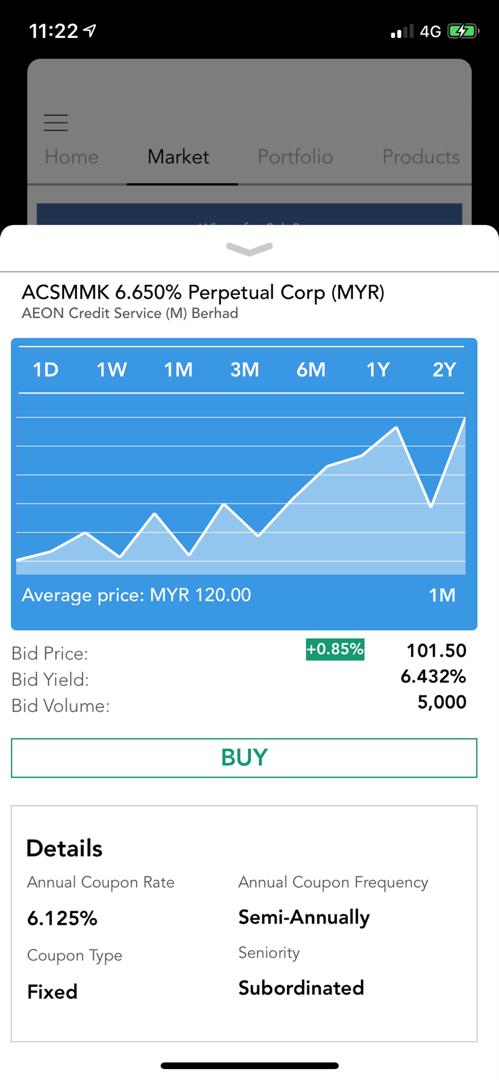 11:22
4G
Home Market Portfolio Products
ACSMMK 6.650% Perpetual Corp (MYR)
AEON Credit Service (M) Berhad
1D 1W 1M 3M 6M 1Y 2Y
Average price: MYR 120.00 1M
Bid Price: +0.85% 101.50
Bid Yield: 6.432%
Bid Volume: 5,000
BUY
Details
Annual Coupon Rate Annual Coupon Frequency
6.125% Semi-Annually
Coupon Type Seniority
Fixed Subordinated